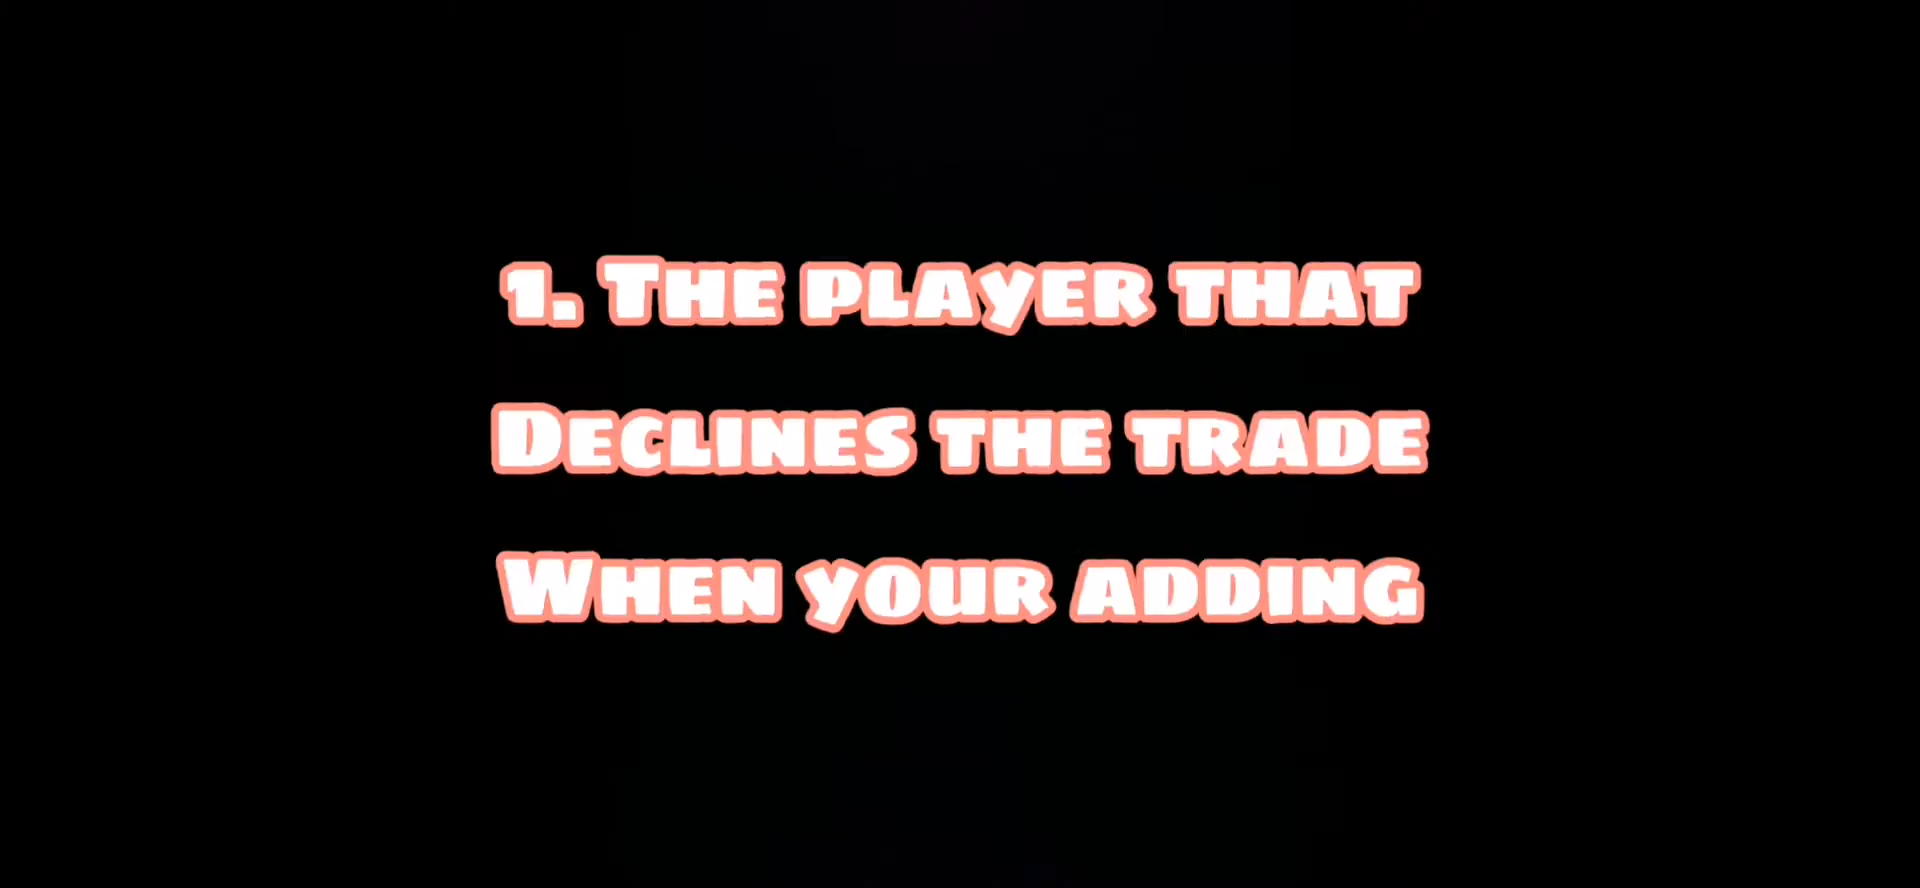 1. The player that
Declines the trade
When your adding